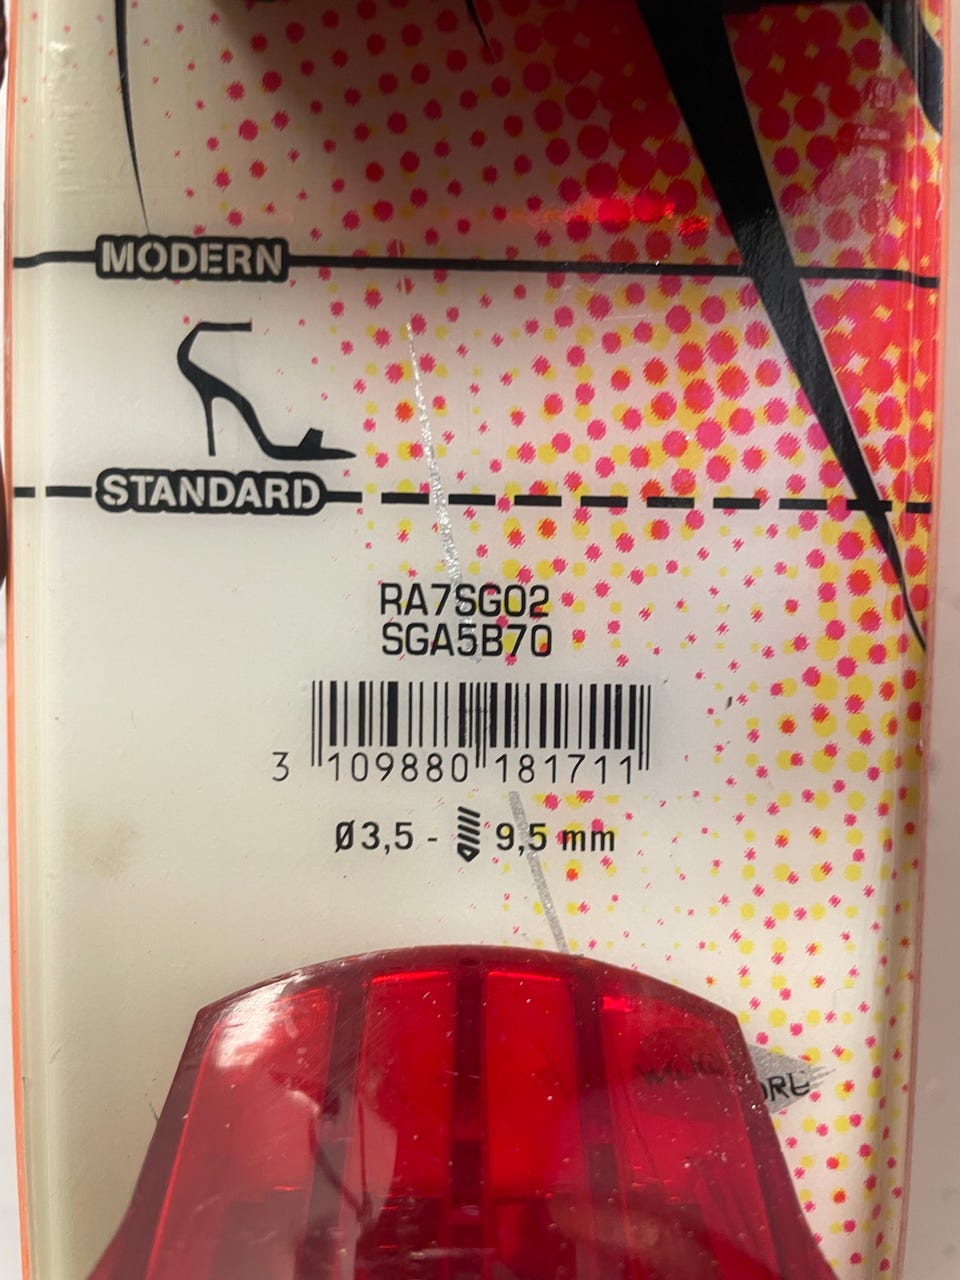 MODERN
STANDARD
RA7SG02
SGA5B70
3 109880 181711
Ø3,5 - 9,5 mm